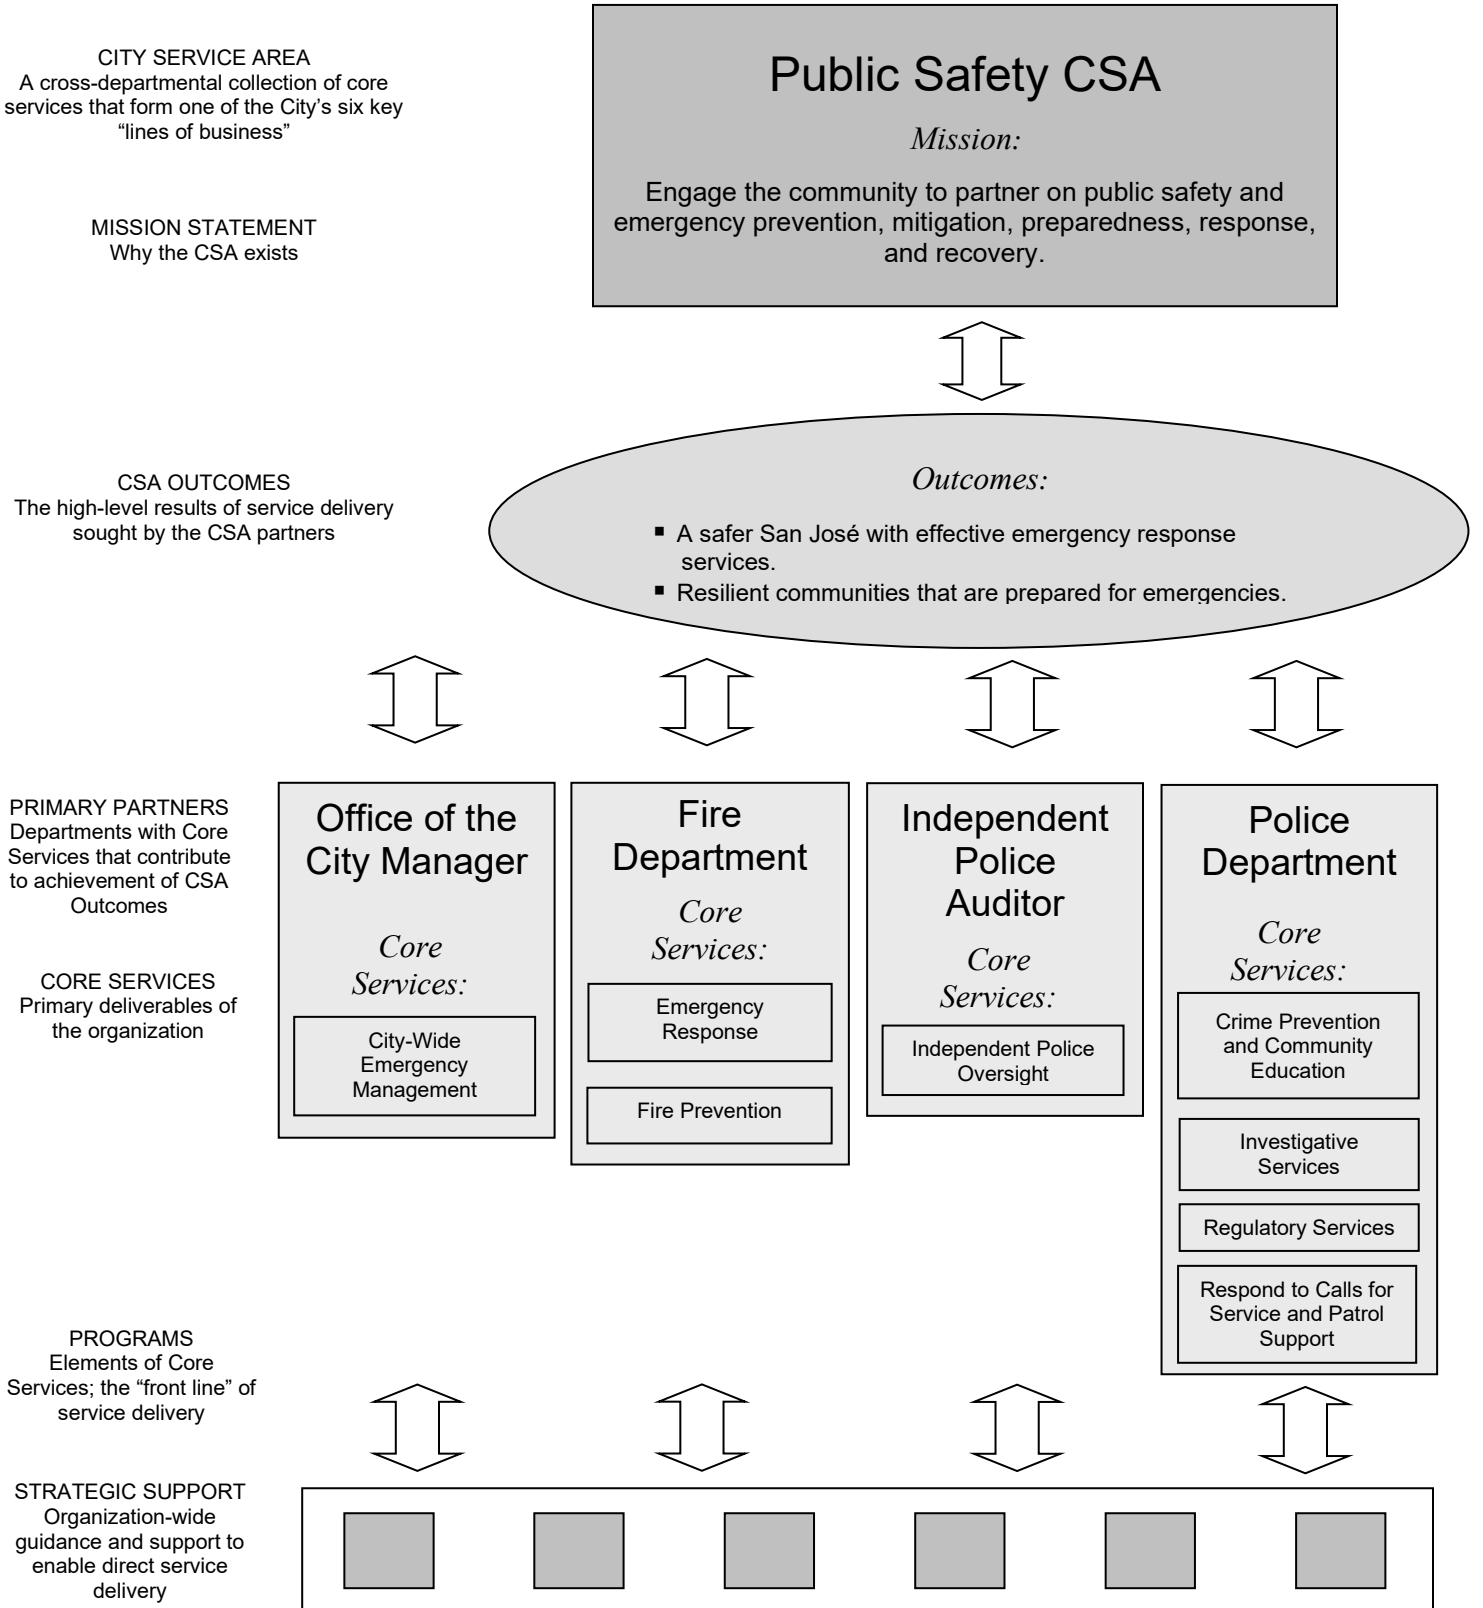 CITY SERVICE AREA
A cross-departmental collection of core
services that form one of the City’s six key
“lines of business”
MISSION STATEMENT
Why the CSA exists
Public Safety CSA
Mission:
Engage the community to partner on public safety and
emergency prevention, mitigation, preparedness, response,
and recovery.
CSA OUTCOMES
The high-level results of service delivery
sought by the CSA partners
Outcomes:
▪ A safer San José with effective emergency response
services.
▪ Resilient communities that are prepared for emergencies.
PRIMARY PARTNERS
Departments with Core
Services that contribute
to achievement of CSA
Outcomes
CORE SERVICES
Primary deliverables of
the organization
Office of the
City Manager
Core
Services:
City-Wide
Emergency
Management
Fire
Department
Core
Services:
Emergency
Response
Fire Prevention
Independent
Police
Auditor
Core
Services:
Independent Police
Oversight
Police
Department
Core
Services:
Crime Prevention
and Community
Education
Investigative
Services
Regulatory Services
Respond to Calls for
Service and Patrol
Support
PROGRAMS
Elements of Core
Services; the “front line” of
service delivery
STRATEGIC SUPPORT
Organization-wide
guidance and support to
enable direct service
delivery